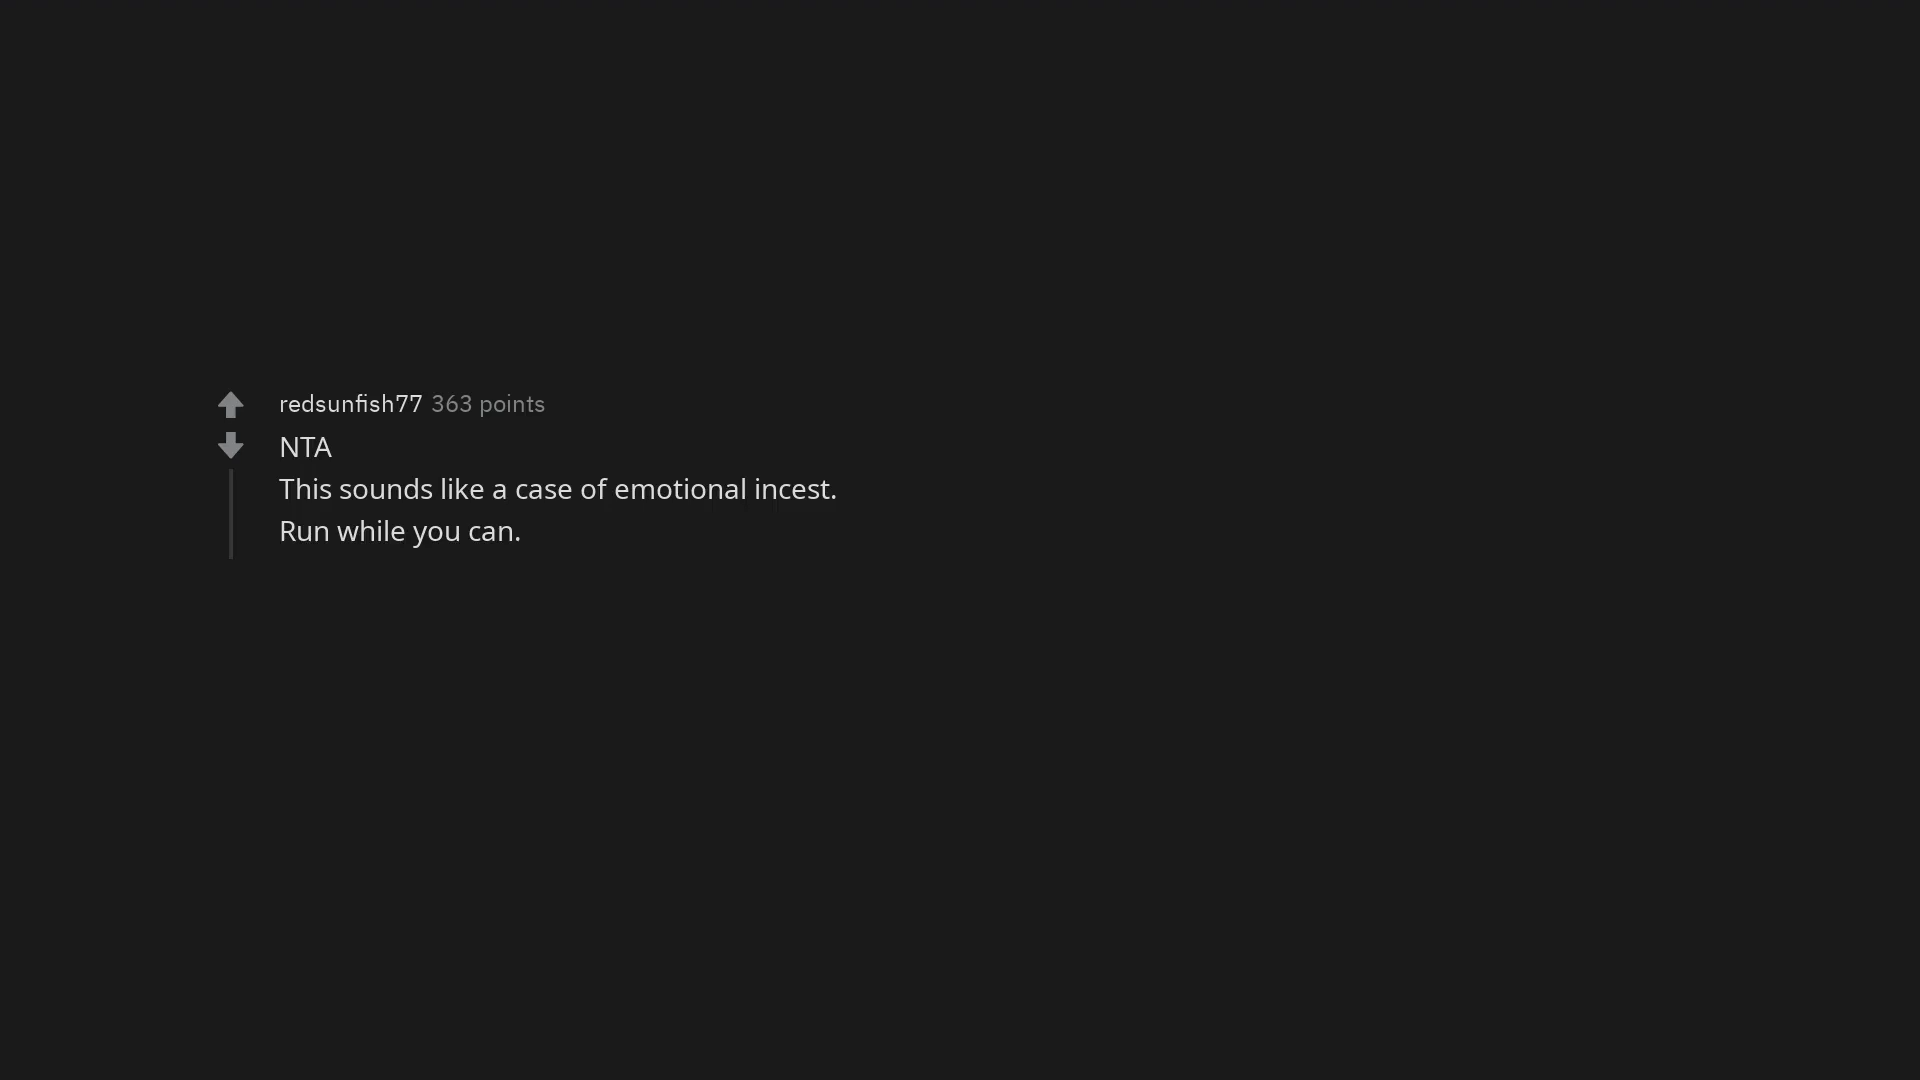 redsunfish77 363 points
NTA
This sounds like a case of emotional incest.
Run while you can.